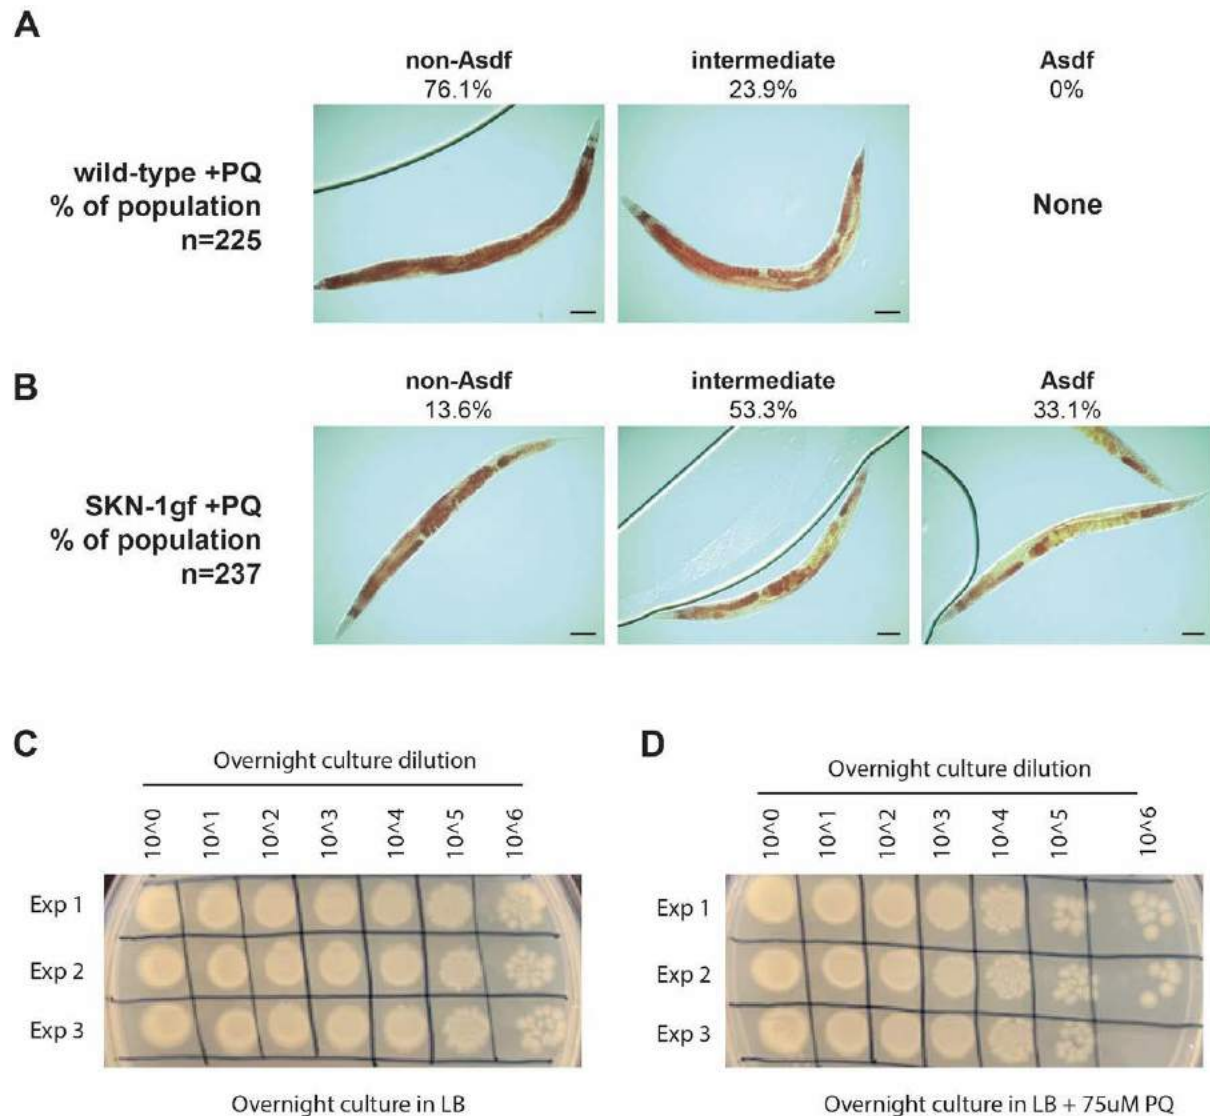 A
non-Asdf
76.1%
intermediate
23.9%
Asdf
0%
wild-type +PQ
% of population
n=225
None
B
non-Asdf
13.6%
intermediate
53.3%
Asdf
33.1%
SKN-1gf +PQ
% of population
n=237
C
Overnight culture dilution
10^0
10^1
10^2
10^3
10^4
10^5
10^6
Exp 1
Exp 2
Exp 3
Overnight culture in LB
D
Overnight culture dilution
10^0
10^1
10^2
10^3
10^4
10^5
10^6
Exp 1
Exp 2
Exp 3
Overnight culture in LB + 75uM PQ